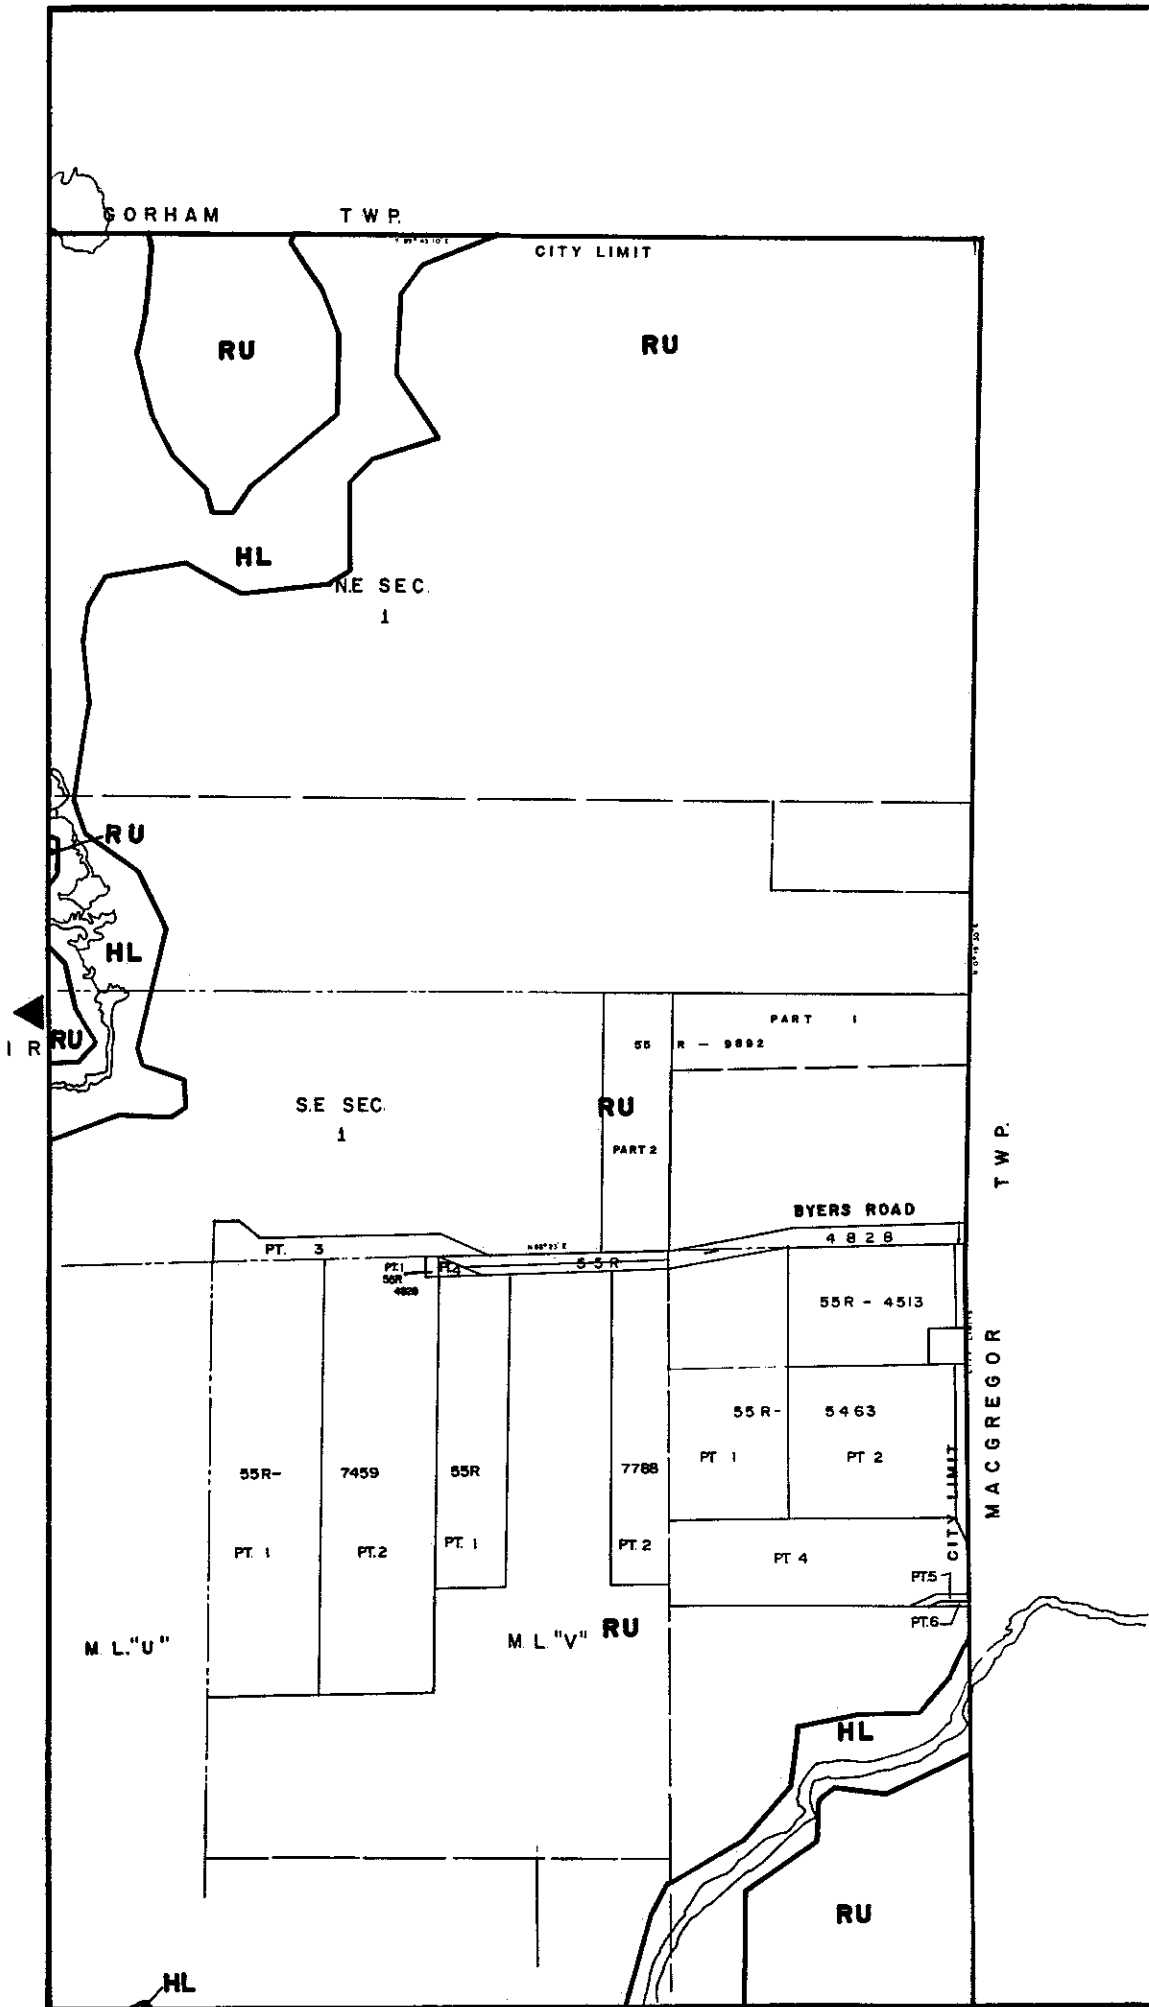 GORHAM TWP.
CITY LIMIT
RU
RU
HL
N.E SEC.
1
RU
HL
PART 1
RU
I R
55 R - 9892
S.E SEC.
1
RU
PART 2
TWP.
BYERS ROAD
4828
PT. 3
N 88° 23' E
PT.1
55R
4828
PT.2
55R
55R - 4513
MACGREGOR
55R- 5463
PT 1
PT 2
CITY LIMIT
55R- 7459
55R 7788
PT. 1
PT.2
PT. 1
PT. 2
PT 4
PT.5
PT.6
M. L. "U"
M. L. "V"
RU
HL
RU
HL